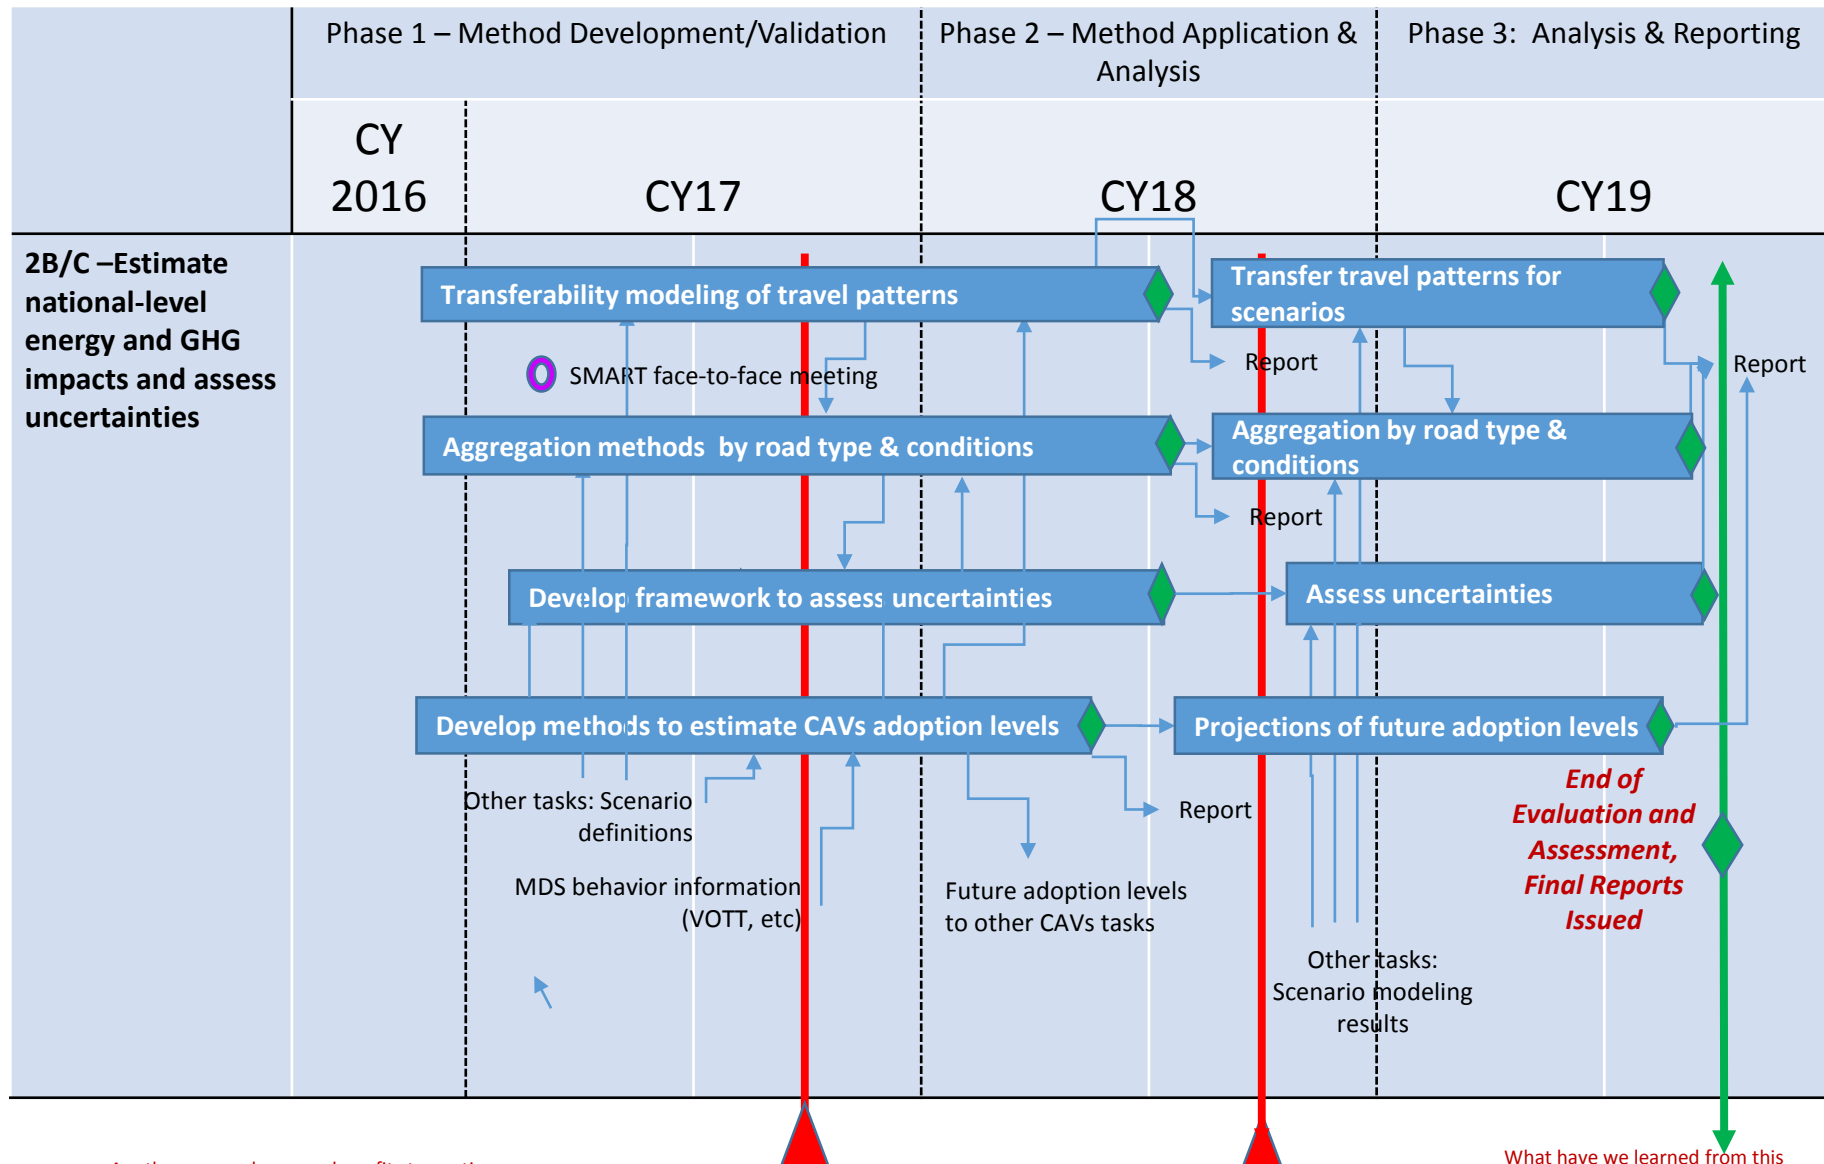 Phase 1 – Method Development/Validation
Phase 2 – Method Application &
Analysis
Phase 3:  Analysis & Reporting
CY
2016
CY17
CY18
CY19
2B/C –Estimate
national-level
energy and GHG
impacts and assess
uncertainties
Transferability modeling of travel patterns
Transfer travel patterns for
scenarios
SMART face-to-face meeting
Report
Report
Aggregation methods  by road type & conditions
Aggregation by road type &
conditions
Report
Develop framework to assess uncertainties
Assess uncertainties
Develop methods to estimate CAVs adoption levels
Projections of future adoption levels
Other tasks: Scenario
definitions
Report
End of
Evaluation and
Assessment,
Final Reports
Issued
MDS behavior information
(VOTT, etc)
Future adoption levels
to other CAVs tasks
Other tasks:
Scenario modeling
results
What have we learned from this